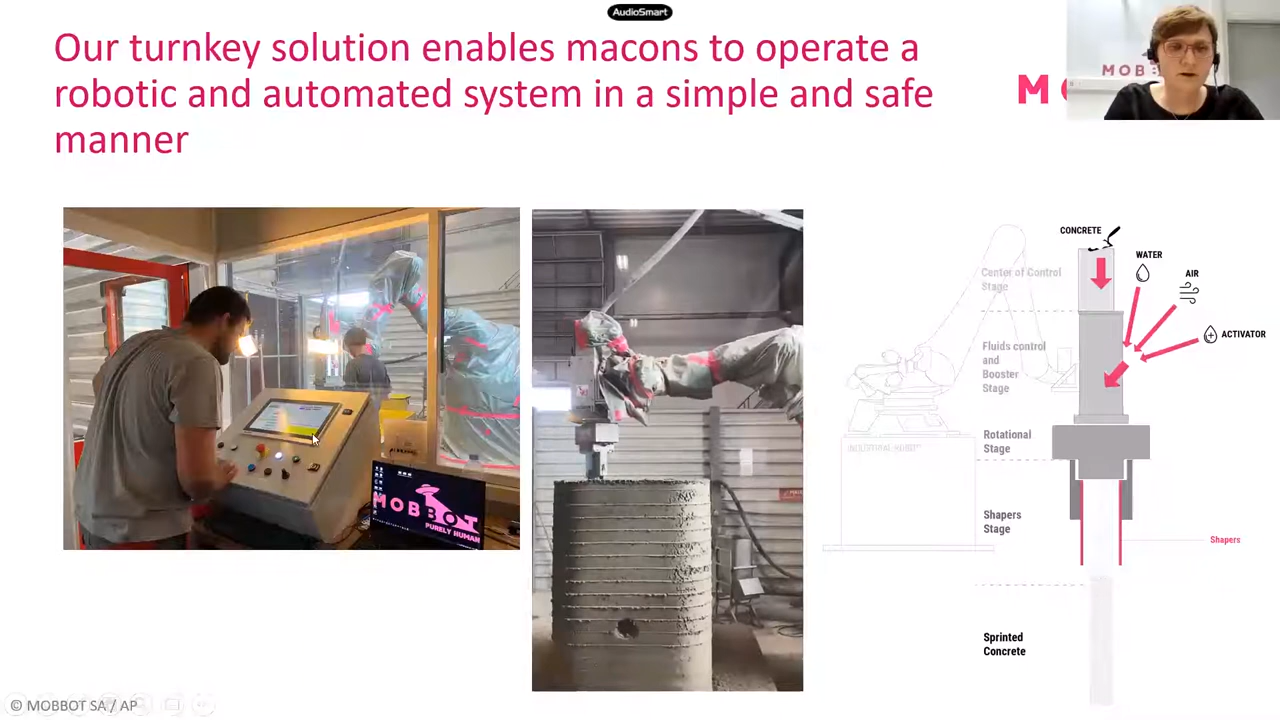 AudioSmart
Our turnkey solution enables macons to operate a
robotic and automated system in a simple and safe
manner
MOB
M
CONCRETE
WATER
AIR
ACTIVATOR
Center of Control
Stage
Fluids control
and
Booster
Stage
Rotational
Stage
INDUSTRIAL ROBOT
Shapers
Stage
Shapers
Sprinted
Concrete
MOBBOT
PURELY HUMAN
© MOBBOT SA / AP